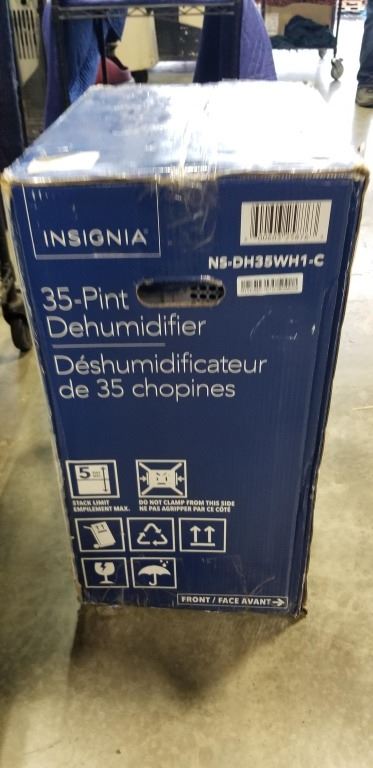 INSIGNIA
NS-DH35WH1-C
35-Pint
Dehumidifier
Déshumidificateur
de 35 chopines
5
STACK LIMIT
EMPILEMENT MAX.
DO NOT CLAMP FROM THIS SIDE
NE PAS AGRIPPER PAR CE CÔTÉ
FRONT / FACE AVANT